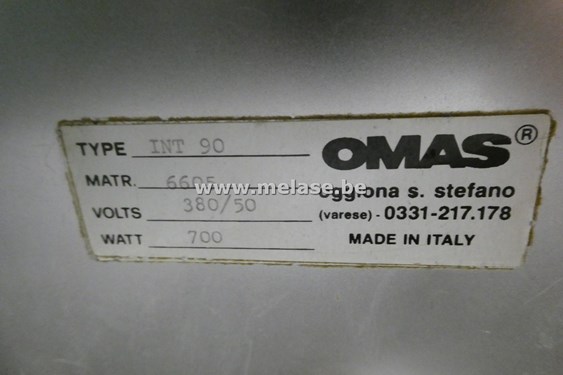 TYPE INT 90
MATR. 6605
VOLTS 380/50
WATT 700
OMAS®
oggiona s. stefano
(varese) - 0331-217.178
MADE IN ITALY
www.melase.be